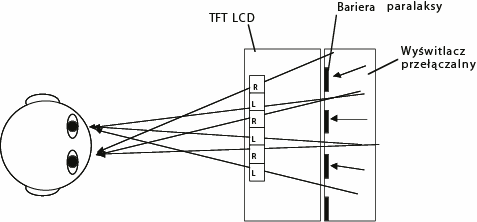 Bariera paralaksy
TFT LCD
Wyświtlacz
przełączalny
R
L
R
L
R
L